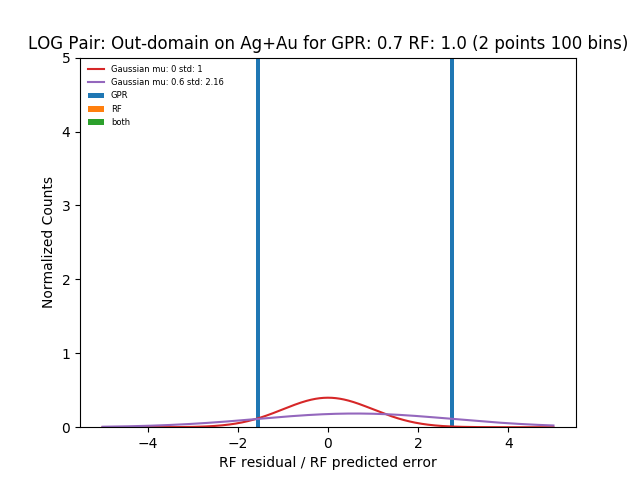 LOG Pair: Out-domain on Ag+Au for GPR: 0.7 RF: 1.0 (2 points 100 bins)
Gaussian mu: 0 std: 1
Gaussian mu: 0.6 std: 2.16
GPR
RF
both
Normalized Counts
5
4
3
2
1
0
−4 −2 0 2 4
RF residual / RF predicted error